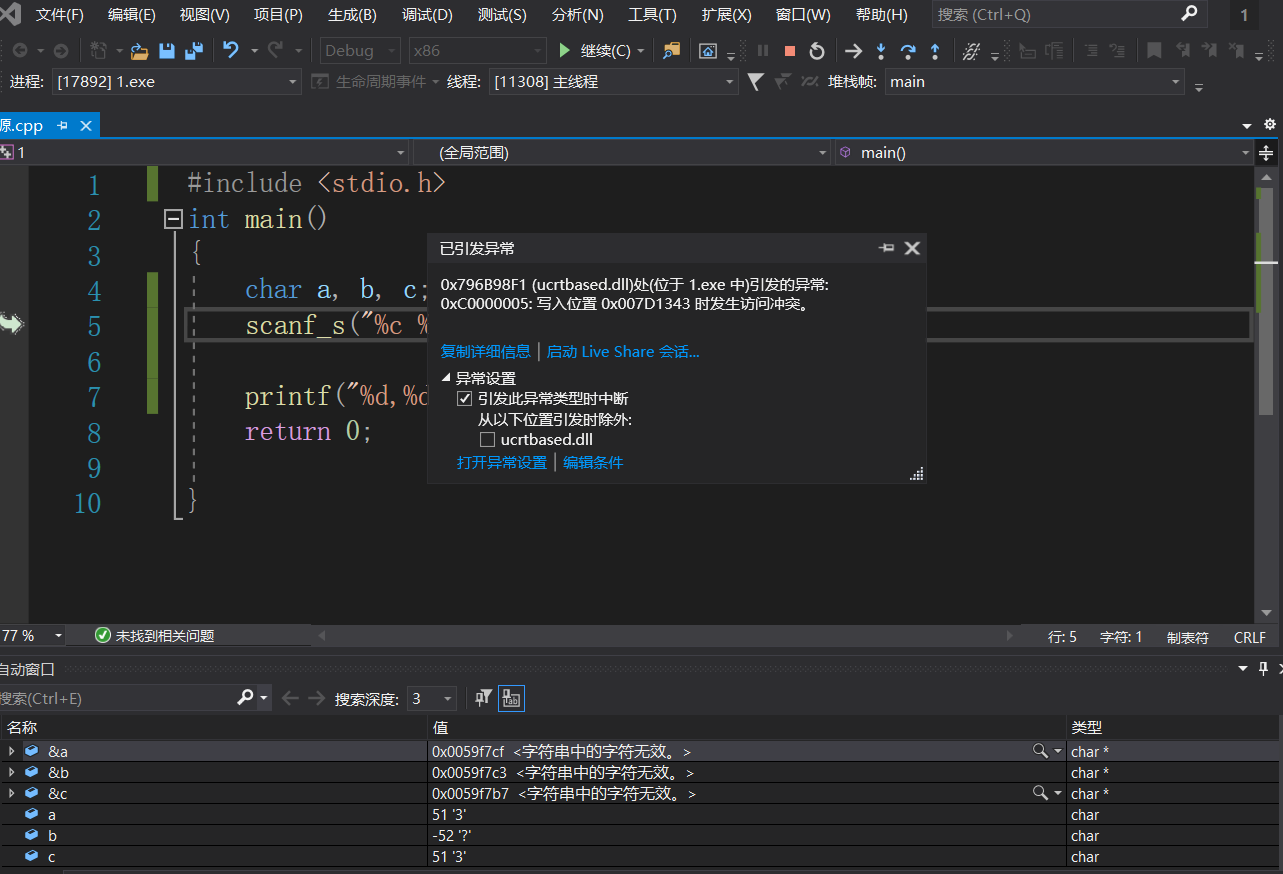 文件(F) 编辑(E) 视图(V) 项目(P) 生成(B) 调试(D) 测试(S) 分析(N) 工具(T) 扩展(X) 窗口(W) 帮助(H) 搜索 (Ctrl+Q) 1
Debug x86 继续(C)
进程: [17892] 1.exe 生命周期事件 线程: [11308] 主线程 堆栈帧: main
源.cpp
1 (全局范围) main()
1 #include <stdio.h>
2 int main()
3 {
4 char a, b, c;
5 scanf_s("%c %
6
7 printf("%d,%d
8 return 0;
9
10 }
已引发异常
0x796B98F1 (ucrtbased.dll)处(位于 1.exe 中)引发的异常:
0xC0000005: 写入位置 0x007D1343 时发生访问冲突。
复制详细信息 | 启动 Live Share 会话...
异常设置
引发此异常类型时中断
从以下位置引发时除外:
ucrtbased.dll
打开异常设置 | 编辑条件
77 % 未找到相关问题 行: 5 字符: 1 制表符 CRLF
自动窗口
搜索(Ctrl+E) 搜索深度: 3
名称 值 类型
&a 0x0059f7cf <字符串中的字符无效。> char *
&b 0x0059f7c3 <字符串中的字符无效。> char *
&c 0x0059f7b7 <字符串中的字符无效。> char *
a 51 '3' char
b -52 '?' char
c 51 '3' char